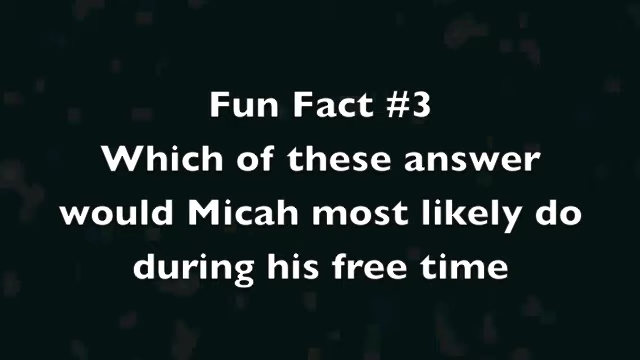 Fun Fact #3
Which of these answer
would Micah most likely do
during his free time